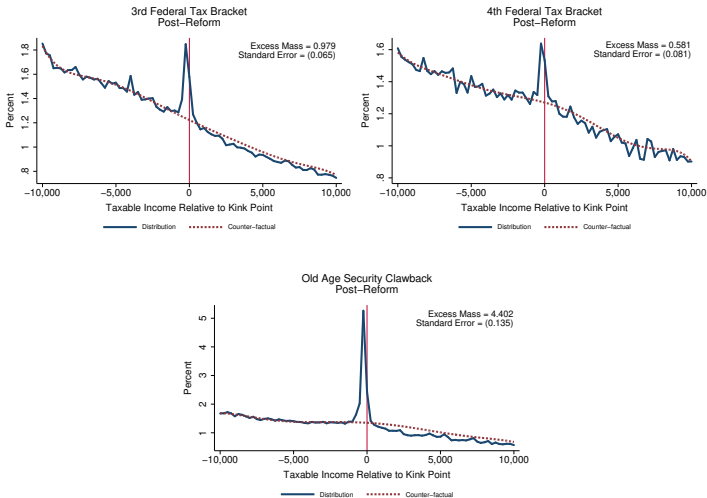 3rd Federal Tax Bracket
Post−Reform
Excess Mass = 0.979
Standard Error = (0.065)
Percent
.8 1 1.2 1.4 1.6 1.8
−10,000 −5,000 0 5,000 10,000
Taxable Income Relative to Kink Point
Distribution Counter−factual
4th Federal Tax Bracket
Post−Reform
Excess Mass = 0.581
Standard Error = (0.081)
Percent
.8 1 1.2 1.4 1.6
−10,000 −5,000 0 5,000 10,000
Taxable Income Relative to Kink Point
Distribution Counter−factual
Old Age Security Clawback
Post−Reform
Excess Mass = 4.402
Standard Error = (0.135)
Percent
1 2 3 4 5
−10,000 −5,000 0 5,000 10,000
Taxable Income Relative to Kink Point
Distribution Counter−factual